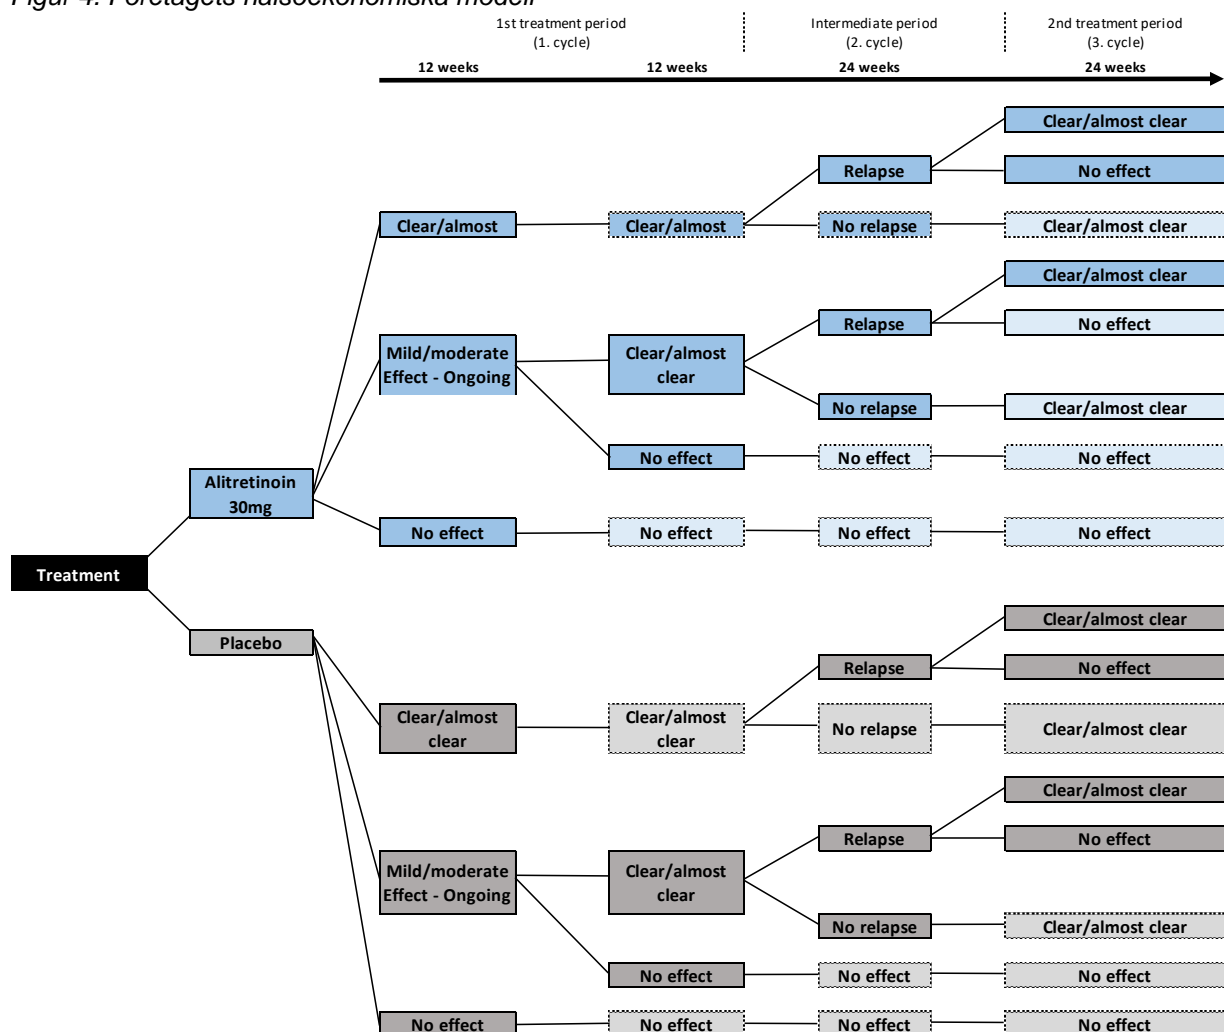 Figur 4. Företagets hälsoekonomiska modell
1st treatment period
(1. cycle)
Intermediate period
(2. cycle)
2nd treatment period
(3. cycle)
12 weeks
12 weeks
24 weeks
24 weeks
Clear/almost clear
Relapse
No effect
Clear/almost
Clear/almost
No relapse
Clear/almost clear
Clear/almost clear
Relapse
No effect
Mild/moderate
Effect - Ongoing
Clear/almost
clear
No relapse
Clear/almost clear
No effect
No effect
No effect
Alitretinoin
30mg
No effect
No effect
No effect
No effect
Treatment
Placebo
Clear/almost clear
Relapse
No effect
Clear/almost
clear
Clear/almost
clear
No relapse
Clear/almost clear
Clear/almost clear
Relapse
No effect
Mild/moderate
Effect - Ongoing
Clear/almost
clear
No relapse
Clear/almost clear
No effect
No effect
No effect
No effect
No effect
No effect
No effect